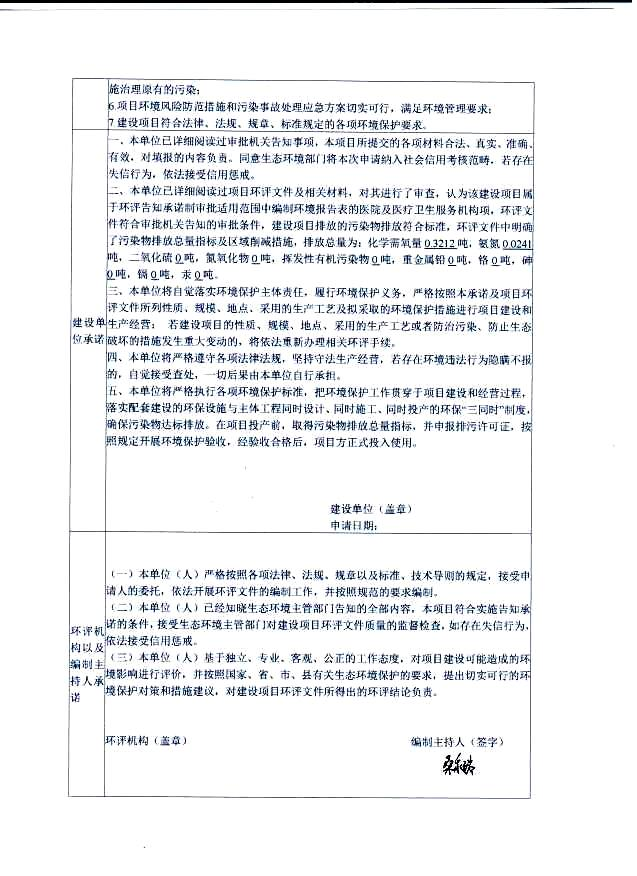 施治理原有的污染；
6.项目环境风险防范措施和污染事故处理应急方案切实可行，满足环境管理要求；
7.建设项目符合法律、法规、规章、标准规定的各项环境保护要求。
建设单位承诺
一、本单位已详细阅读过审批机关告知事项，本项目所提交的各项材料合法、真实、准确、
有效，对填报的内容负责。同意生态环境部门将本次申请纳入社会信用考核范畴，若存在
失信行为，依法接受信用惩戒。
二、本单位已详细阅读过项目环评文件及相关材料，对其进行了审查，认为该建设项目属
于环评告知承诺制审批适用范围中编制环境报告表的医院及医疗卫生服务机构项，环评文
件符合审批机关告知的审批条件，建设项目排放的污染物排放符合标准，环评文件中明确
了污染物排放总量指标及区域削减措施，排放总量为：化学需氧量0.3212吨，氨氮0.0241
吨，二氧化硫0吨，氮氧化物0吨，挥发性有机污染物0吨，重金属铅0吨，铬0吨，砷
0吨，镉0吨，汞0吨。
三、本单位将自觉落实环境保护主体责任，履行环境保护义务，严格按照本承诺及项目环
评文件所列性质、规模、地点、采用的生产工艺及拟采取的环境保护措施进行项目建设和
生产经营； 若建设项目的性质、规模、地点、采用的生产工艺或者防治污染、防止生态
破坏的措施发生重大变动的，将依法重新办理相关环评手续。
四、本单位将严格遵守各项法律法规，坚持守法生产经营，若存在环境违法行为隐瞒不报
的，自觉接受查处，一切后果由本单位自行承担。
五、本单位将严格执行各项环境保护标准，把环境保护工作贯穿于项目建设和经营过程，
落实配套建设的环保设施与主体工程同时设计、同时施工、同时投产的环保“三同时”制度，
确保污染物达标排放。在项目投产前，取得污染物排放总量指标，并申报排污许可证，按
照规定开展环境保护验收，经验收合格后，项目方正式投入使用。
建设单位（盖章）
申请日期：
环评机构以及编制主持人承诺
（一）本单位（人）严格按照各项法律、法规、规章以及标准、技术导则的规定，接受申
请人的委托，依法开展环评文件的编制工作，并按照规范的要求编制。
（二）本单位（人）已经知晓生态环境主管部门告知的全部内容，本项目符合实施告知承
诺的条件，接受生态环境主管部门对建设项目环评文件质量的监督检查，如存在失信行为，
依法接受信用惩戒。
（三）本单位（人）基于独立、专业、客观、公正的工作态度，对项目建设可能造成的环
境影响进行评价，并按照国家、省、市、县有关生态环境保护的要求，提出切实可行的环
境保护对策和措施建议，对建设项目环评文件所得出的环评结论负责。
环评机构（盖章） 编制主持人（签字）